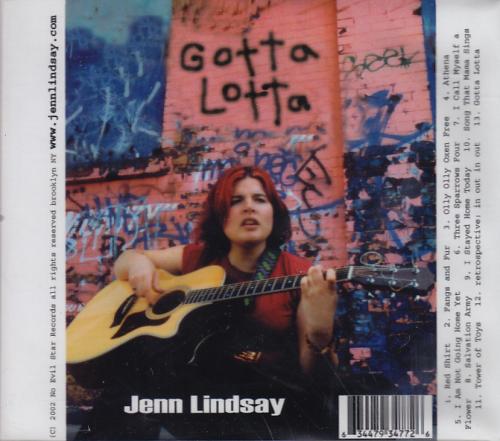 Gotta
Lotta
Jenn Lindsay
(C) 2002 No Evil Star Records all rights reserved brooklyn NY www.jennlindsay.com
1. Red Shirt 2. Fangs and Fur 3. Olly Olly Oxen Free 4. Athena
5. I Am Not Going Home Yet 6. Three Sparrows Four 7. I Call Myself a
Flower 8. Salvation Army 9. I Stayed Home Today 10. Song That Mama Sings
11. Tower of Toys 12. retrospective: in out in out 13. Gotta Lotta
6 34479 34772 6